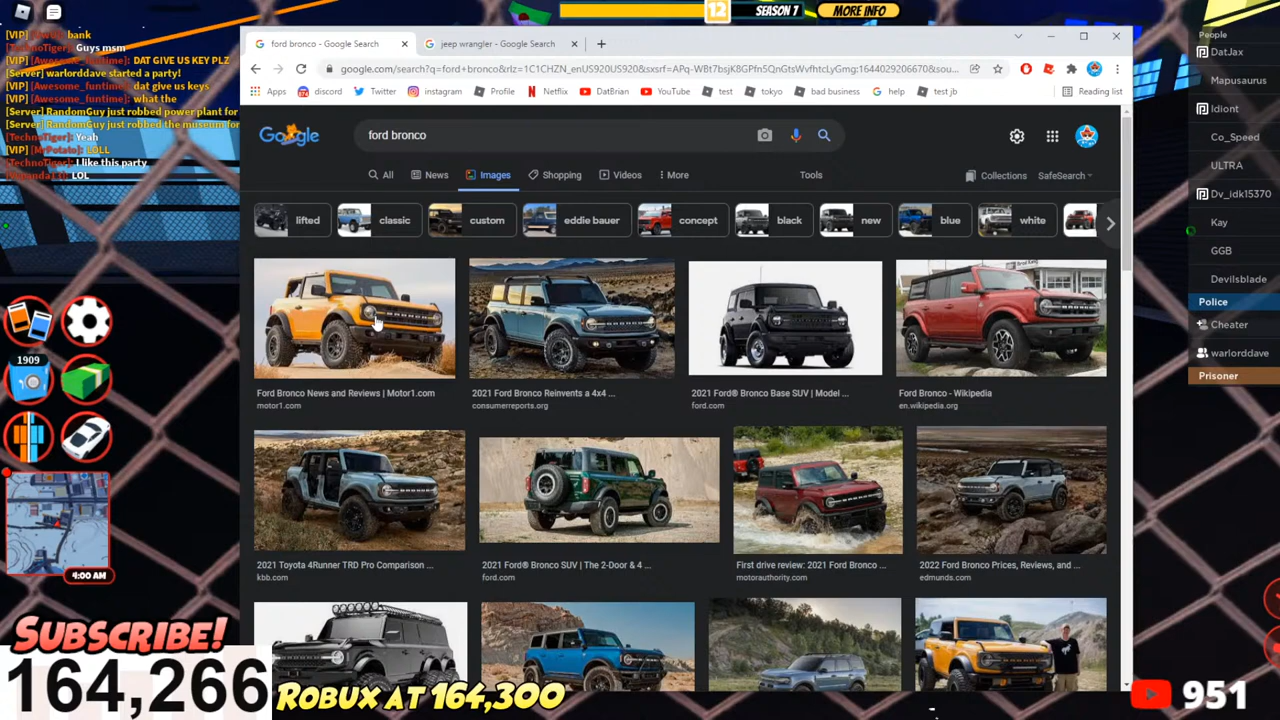 12
SEASON 7
MORE INFO
bank
[TechnoTiger]: Guys msm
[VIP] [Awesome_funtime]: DAT GIVE US KEY PLZ
[Server] warlorddave started a party!
[VIP] [Awesome_funtime]: dat give us keys
[VIP] [Awesome_funtime]: what the
[Server] RandomGuy just robbed power plant for
[Server] RandomGuy just robbed the museum for
[TechnoTiger]: Yeah
[VIP] [MrPotato]: LOLL
[TechnoTiger]: I like this party
LOL
ford bronco - Google Search
jeep wrangler - Google Search
google.com/search?q=ford+bronco&rlz=1C1CHZN_enUS920US920&sxsrf=APq-WBt7bsjK8GPfn5QnGtsWvfhtcLyGmg:1644029206670&sou...
Apps
discord
Twitter
instagram
Profile
Netflix
DatBrian
YouTube
test
tokyo
bad business
help
test jb
Reading list
Google
ford bronco
All
News
Images
Shopping
Videos
More
Tools
Collections
SafeSearch
lifted
classic
custom
eddie bauer
concept
black
new
blue
white
Ford Bronco News and Reviews | Motor1.com
motor1.com
2021 Ford Bronco Reinvents a 4x4 ...
consumerreports.org
2021 Ford® Bronco Base SUV | Model ...
ford.com
Ford Bronco - Wikipedia
en.wikipedia.org
2021 Toyota 4Runner TRD Pro Comparison ...
kbb.com
2021 Ford® Bronco SUV | The 2-Door & 4 ...
ford.com
First drive review: 2021 Ford Bronco ...
motorauthority.com
2022 Ford Bronco Prices, Reviews, and ...
edmunds.com
People
DatJax
Mapusaurus
Idiont
Co_Speed
ULTRA
Dv_idk15370
Kay
GGB
Devilsblade
Police
Cheater
warlorddave
Prisoner
1909
4:00 AM
SUBSCRIBE!
164,266
ROBUX AT 164,300
951